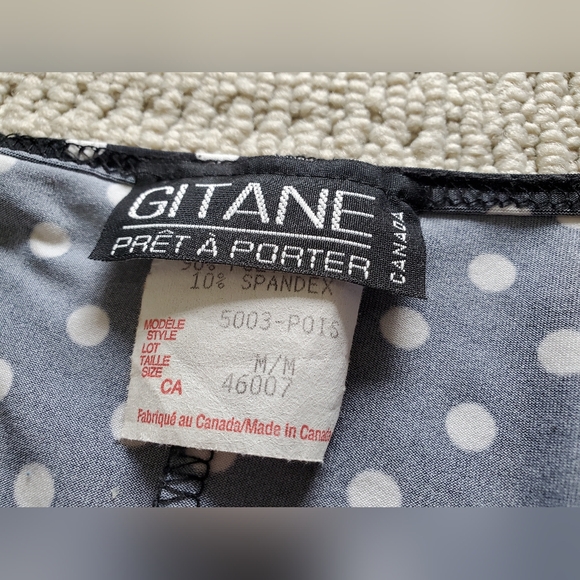 GITANE
PRÊT À PORTER
CANADA
10% SPANDEX
MODÈLE
STYLE
5003-POIS
LOT
TAILLE
SIZE
M/M
CA
46007
Fabriqué au Canada/Made in Canada